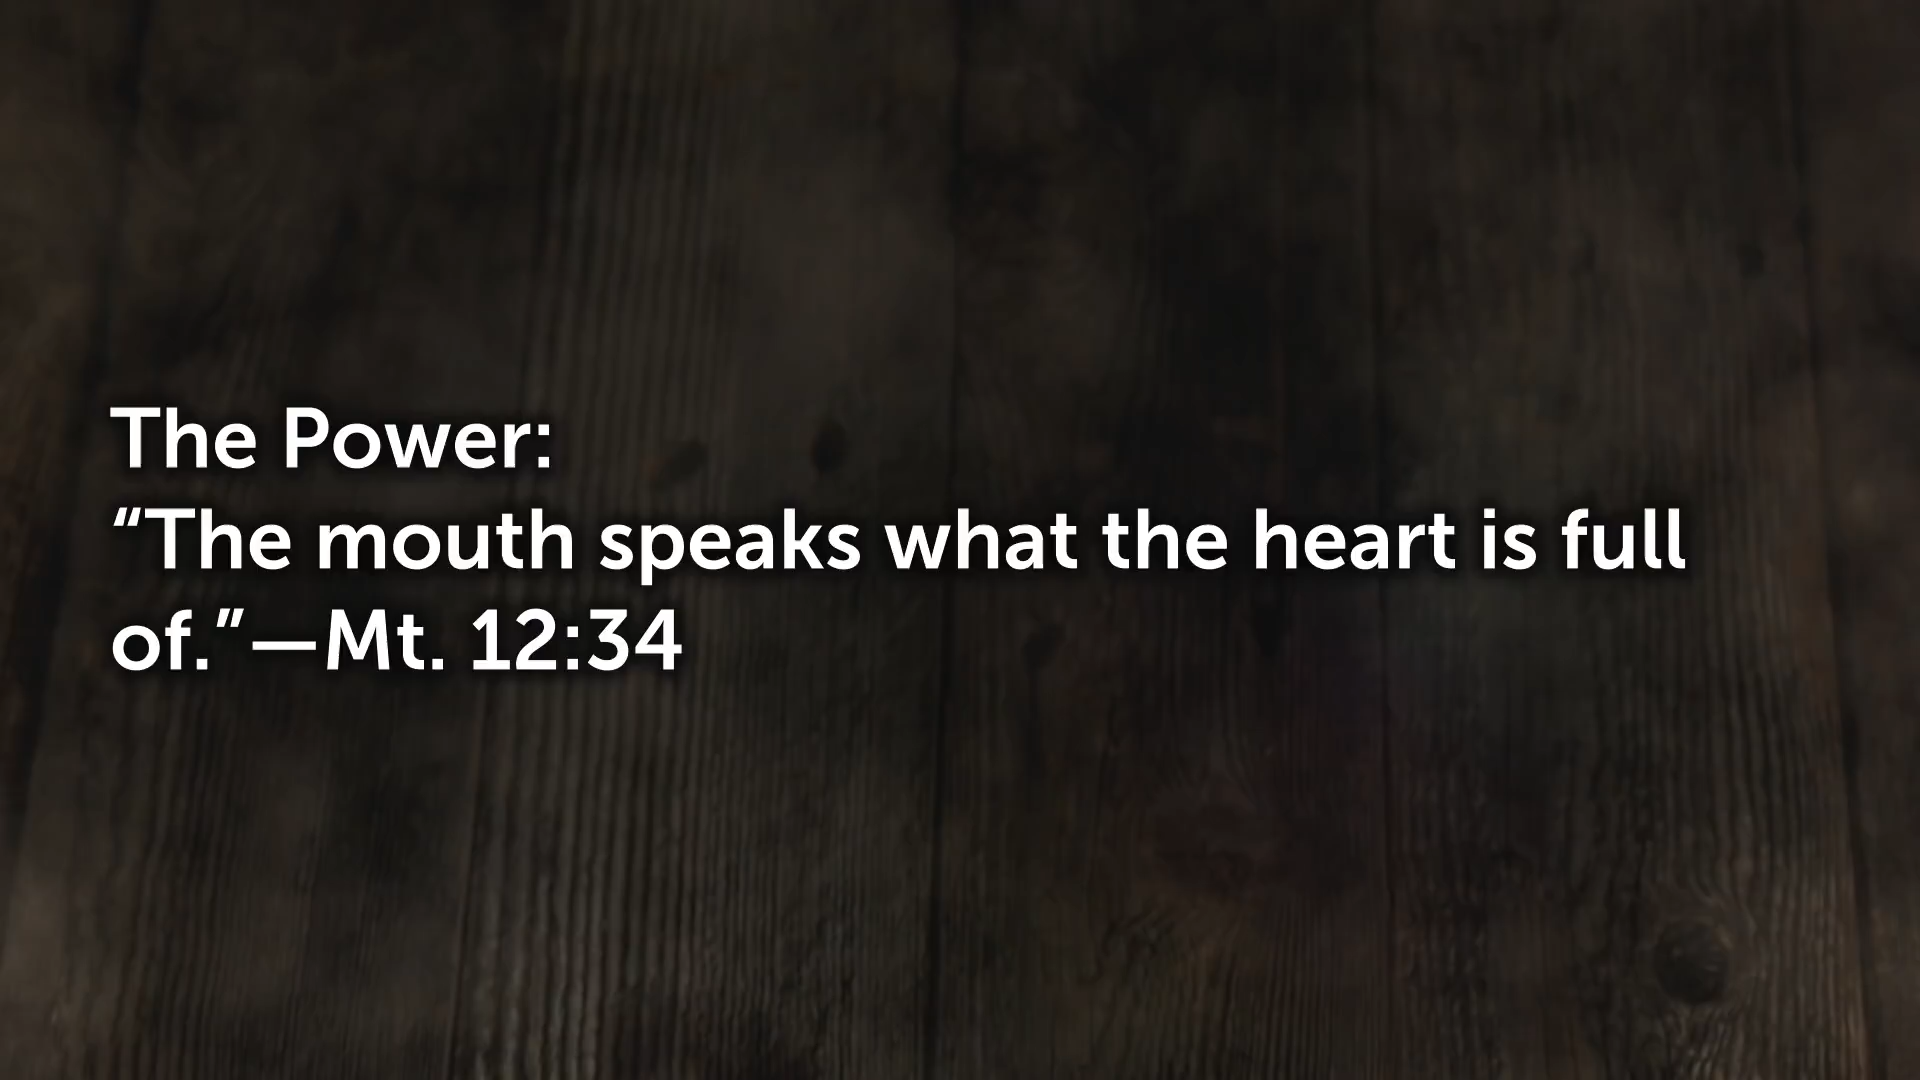 The Power:
“The mouth speaks what the heart is full
of.”—Mt. 12:34